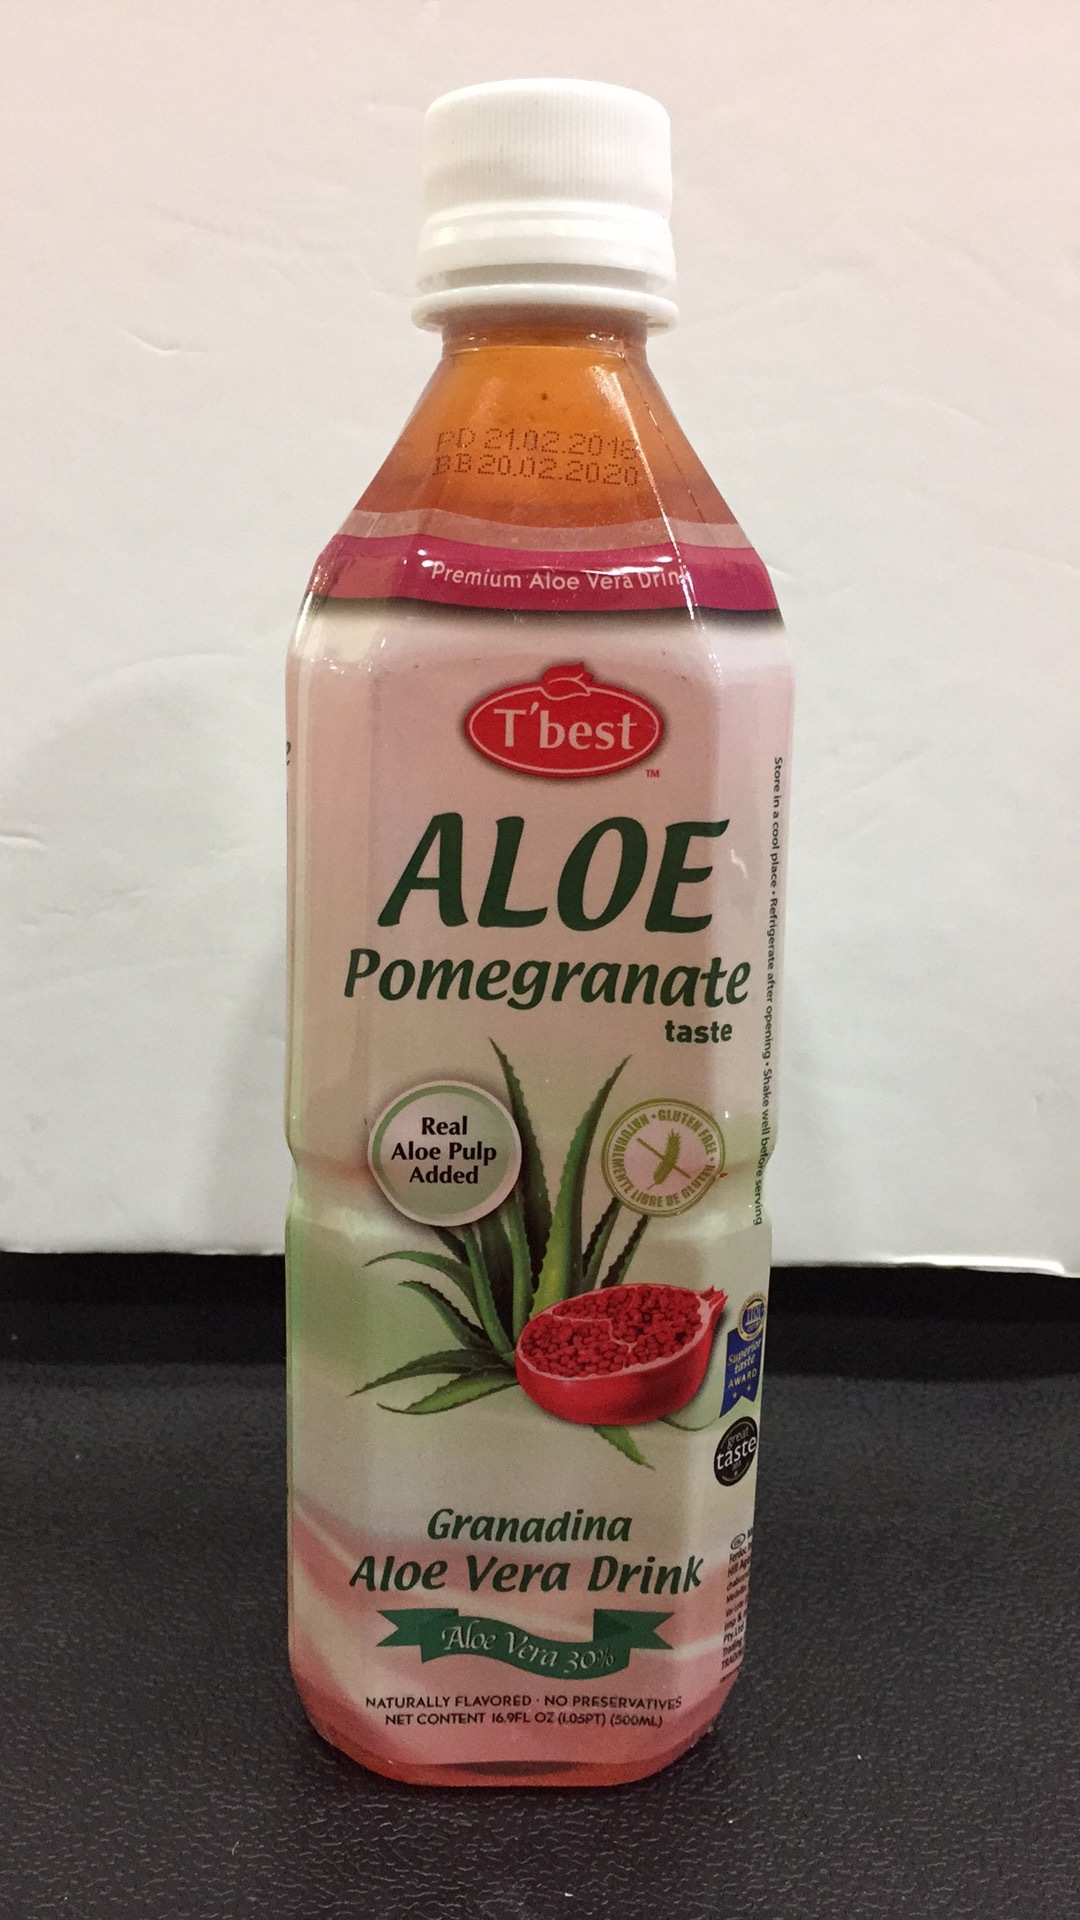 PD 21.02.2018
BB 20.02.2020
Premium Aloe Vera Drink
T'best
TM
ALOE
Pomegranate
taste
Real
Aloe Pulp
Added
GLUTEN FREE • NATURALMENTE LIBRE DE GLUTEN •
Store in a cool place • Refrigerate after opening • Shake well before serving
Superior
taste
AWARD
great
taste
Granadina
Aloe Vera Drink
Aloe Vera 30%
NATURALLY FLAVORED · NO PRESERVATIVES
NET CONTENT 16.9FL OZ (1.05PT) (500ML)